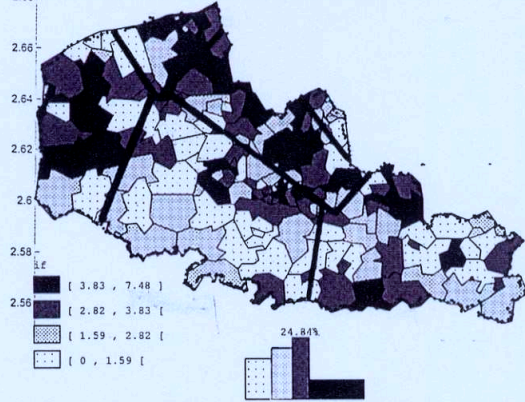 2.66
2.64
2.62
2.6
2.58
if
[ 3.83 , 7.48 ]
[ 2.82 , 3.83 [
2.56
[ 1.59 , 2.82 [
24.84%
[ 0 , 1.59 [